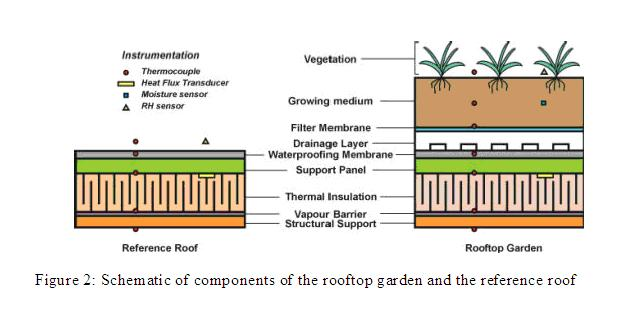 Instrumentation
Thermocouple
Heat Flux Transducer
Moisture sensor
RH sensor
Vegetation
Growing medium
Filter Membrane
Drainage Layer
Waterproofing Membrane
Support Panel
Thermal Insulation
Vapour Barrier
Structural Support
Reference Roof
Rooftop Garden
Figure 2: Schematic of components of the rooftop garden and the reference roof